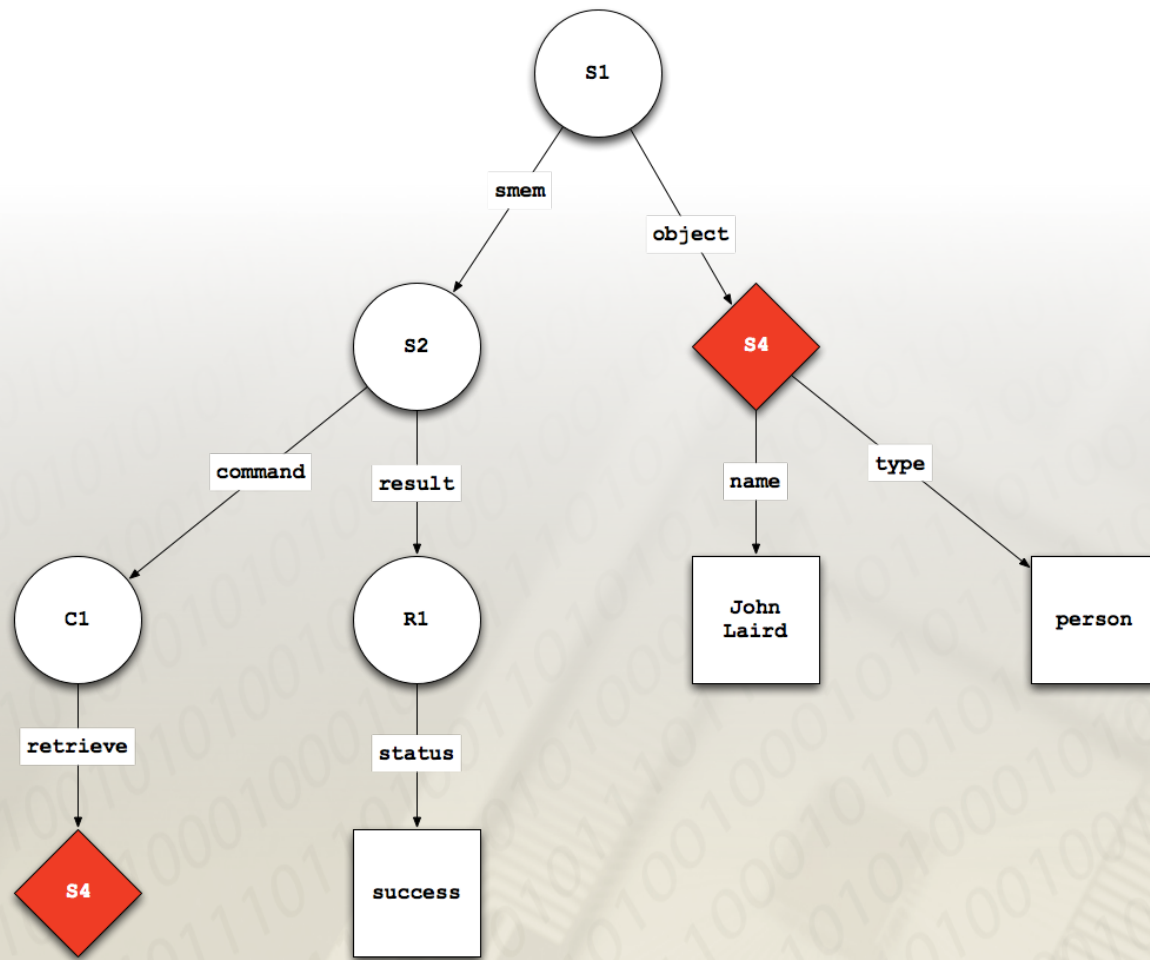 S1
smem
object
S2
S4
command
result
name
type
C1
R1
John
Laird
person
retrieve
status
S4
success